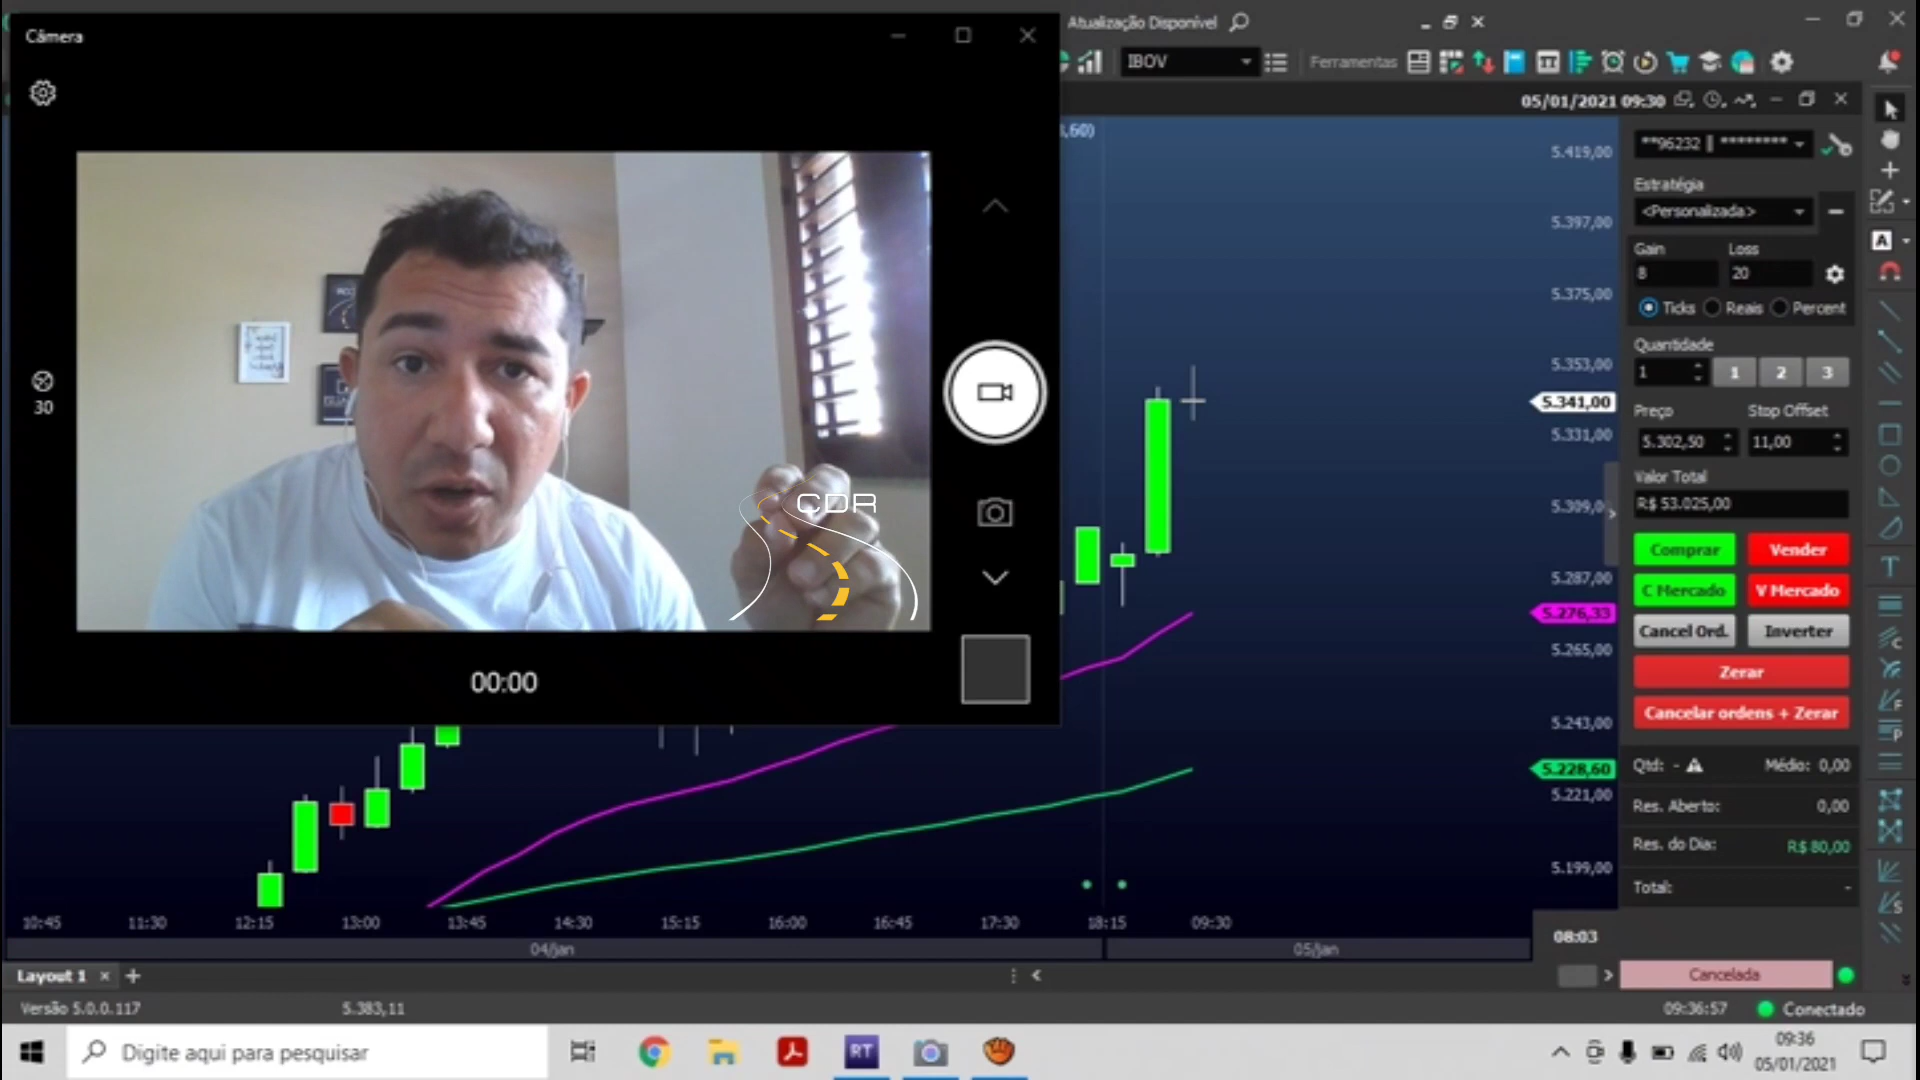 Câmera
30
CDR
00:00
Atualização Disponível
IBOV
Ferramentas
05/01/2021 09:30
,60)
5.419,00
5.397,00
5.375,00
5.353,00
5.341,00
5.331,00
5.309,0
5.287,00
5.276,33
5.265,00
5.243,00
5.228,60
5.221,00
5.199,00
**96232 || ********
Estratégia
<Personalizada>
Gain
Loss
8
20
Ticks
Reais
Percent
Quantidade
1
1
2
3
Preço
Stop Offset
5.302,50
11,00
Valor Total
R$ 53.025,00
Comprar
Vender
C Mercado
V Mercado
Cancel Ord.
Inverter
Zerar
Cancelar ordens + Zerar
Qtd: -
Médio: 0,00
Res. Aberto:
0,00
Res. do Dia:
R$ 80,00
Total:
-
10:45
11:30
12:15
13:00
13:45
14:30
15:15
16:00
16:45
17:30
18:15
09:30
04/jan
05/jan
08:03
Layout 1
Cancelada
Versão 5.0.0.117
5.383,11
09:36:57
Conectado
Digite aqui para pesquisar
RT
09:36
05/01/2021